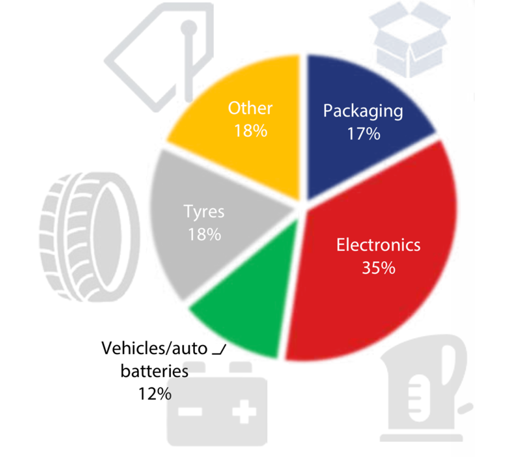 Other
18%
Packaging
17%
Tyres
18%
Electronics
35%
Vehicles/auto
batteries
12%